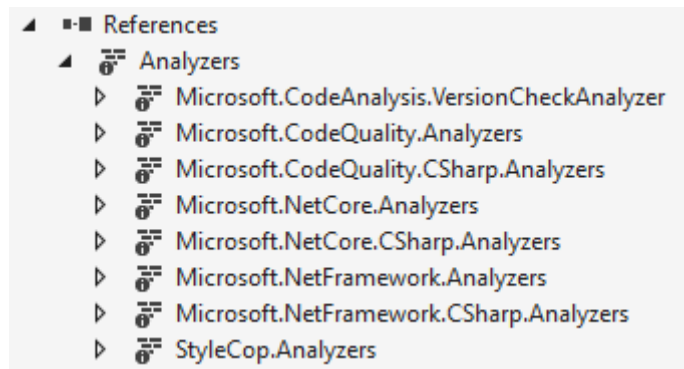 References
Analyzers
Microsoft.CodeAnalysis.VersionCheckAnalyzer
Microsoft.CodeQuality.Analyzers
Microsoft.CodeQuality.CSharp.Analyzers
Microsoft.NetCore.Analyzers
Microsoft.NetCore.CSharp.Analyzers
Microsoft.NetFramework.Analyzers
Microsoft.NetFramework.CSharp.Analyzers
StyleCop.Analyzers